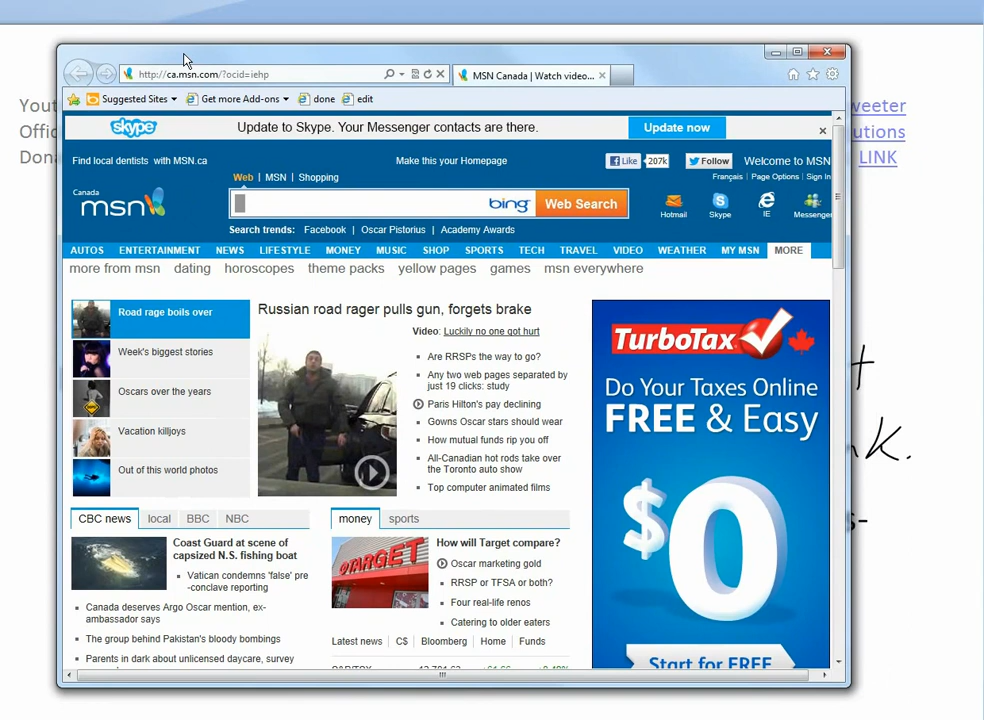 http://ca.msn.com/?ocid=iehp
MSN Canada | Watch video...
Suggested Sites
Get more Add-ons
done
edit
weeter
utions
LINK
skype
Update to Skype. Your Messenger contacts are there.
Update now
Find local dentists with MSN.ca
Make this your Homepage
Like
207k
Follow
Welcome to MSN
Français | Page Options | Sign In
Web | MSN | Shopping
Canada
msn
bing
Web Search
Hotmail
Skype
IE
Messenger
Search trends: Facebook | Oscar Pistorius | Academy Awards
AUTOS ENTERTAINMENT NEWS LIFESTYLE MONEY MUSIC SHOP SPORTS TECH TRAVEL VIDEO WEATHER MY MSN MORE
more from msn dating horoscopes theme packs yellow pages games msn everywhere
Road rage boils over
Week's biggest stories
Oscars over the years
Vacation killjoys
Out of this world photos
Russian road rager pulls gun, forgets brake
Video: Luckily no one got hurt
Are RRSPs the way to go?
Any two web pages separated by
just 19 clicks: study
Paris Hilton's pay declining
Gowns Oscar stars should wear
How mutual funds rip you off
All-Canadian hot rods take over
the Toronto auto show
Top computer animated films
TurboTax
Do Your Taxes Online
FREE & Easy
$0
Start for FREE
CBC news local BBC NBC
Coast Guard at scene of
capsized N.S. fishing boat
Vatican condemns 'false' pre
-conclave reporting
Canada deserves Argo Oscar mention, ex-
ambassador says
The group behind Pakistan's bloody bombings
Parents in dark about unlicensed daycare, survey
money sports
TARGET
How will Target compare?
Oscar marketing gold
RRSP or TFSA or both?
Four real-life renos
Catering to older eaters
Latest news | C$ | Bloomberg | Home | Funds